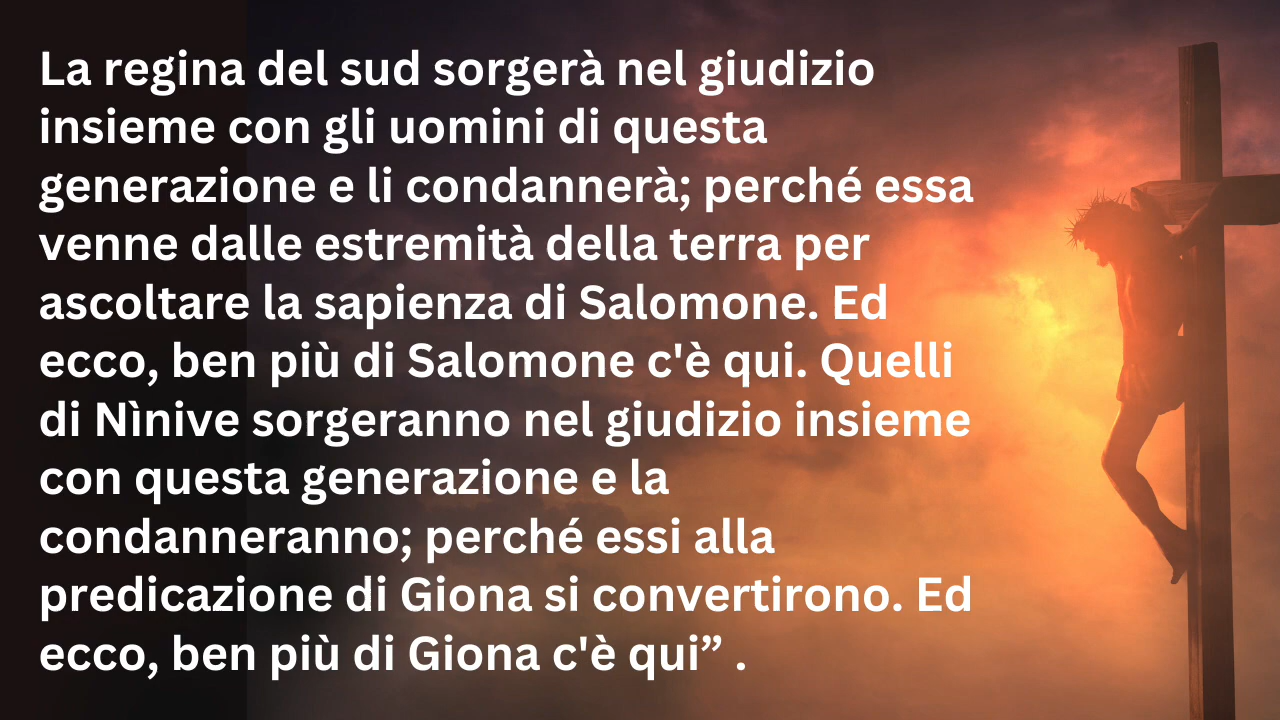 La regina del sud sorgerà nel giudizio
insieme con gli uomini di questa
generazione e li condannerà; perché essa
venne dalle estremità della terra per
ascoltare la sapienza di Salomone. Ed
ecco, ben più di Salomone c'è qui. Quelli
di Nìnive sorgeranno nel giudizio insieme
con questa generazione e la
condanneranno; perché essi alla
predicazione di Giona si convertirono. Ed
ecco, ben più di Giona c'è qui” .